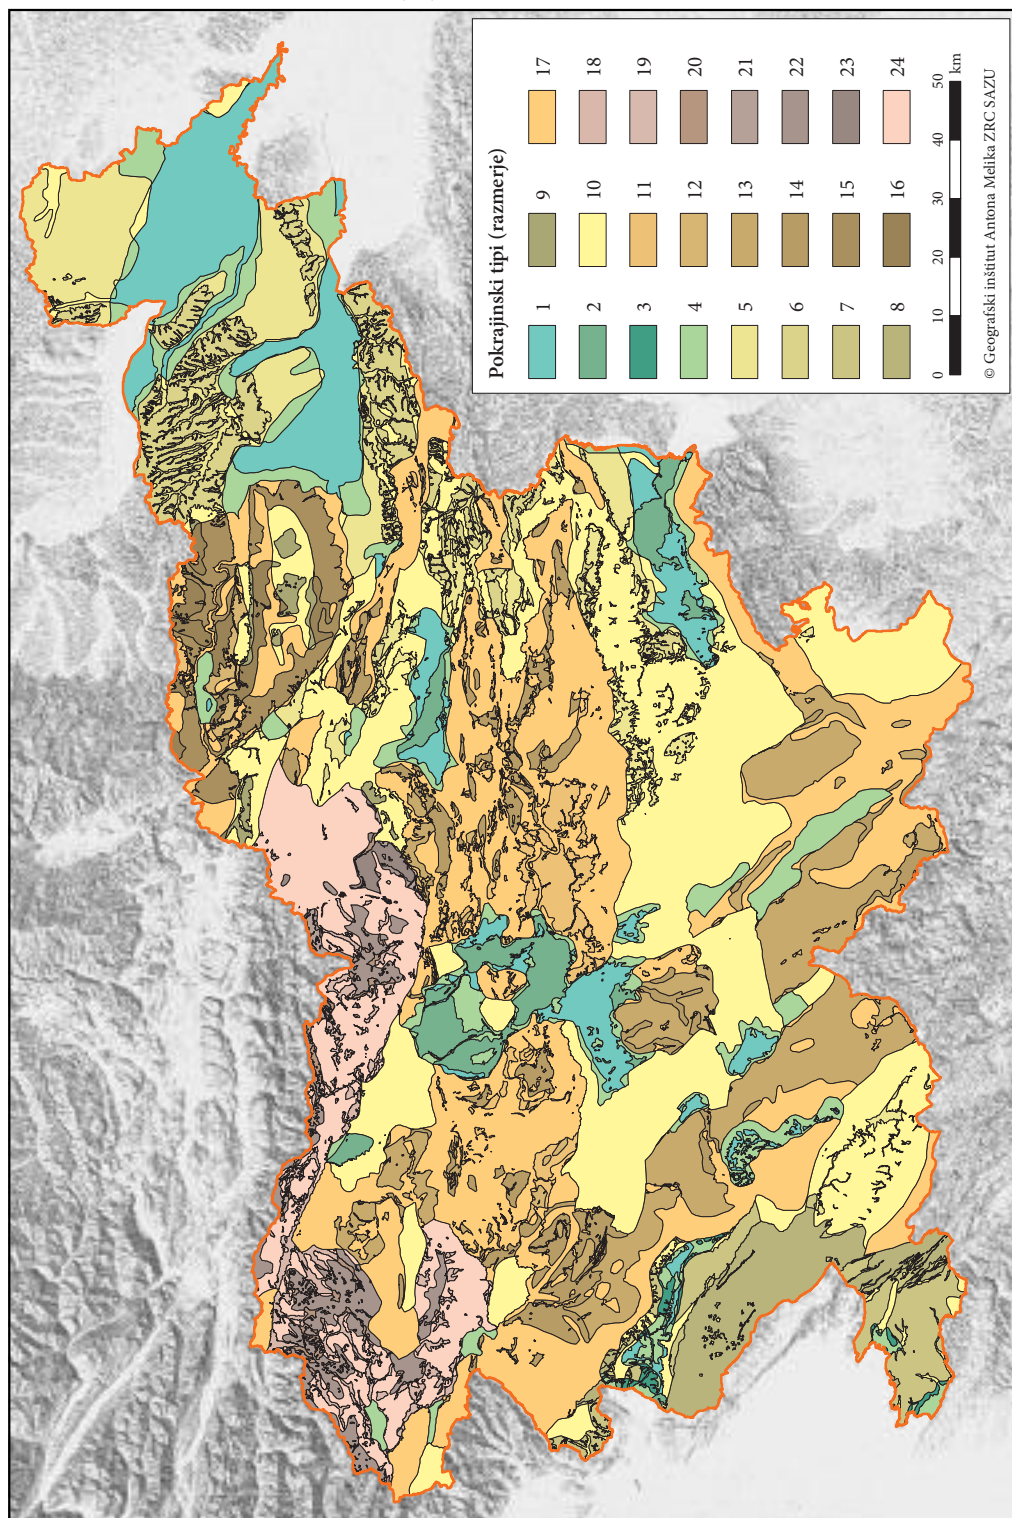 Pokrajinski tipi (razmerje)
1 9 17
2 10 18
3 11 19
4 12 20
5 13 21
6 14 22
7 15 23
8 16 24
0 10 20 30 40 50
km
© Geografski inštitut Antona Melika ZRC SAZU